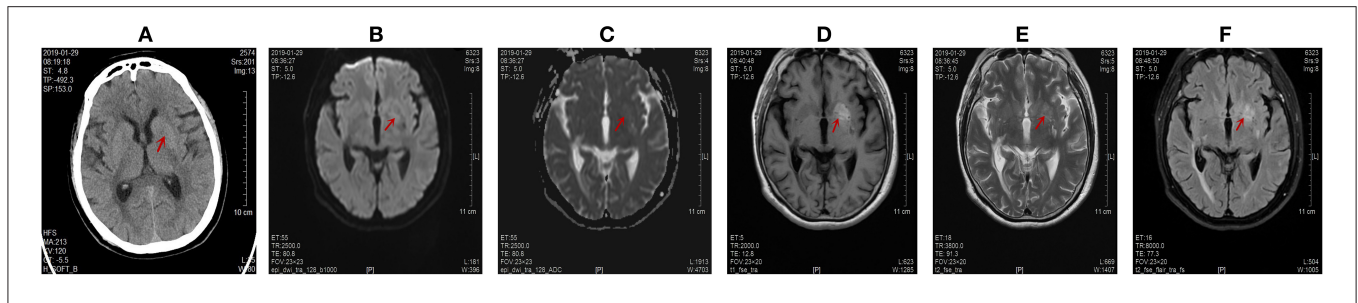 A
B
C
D
E
F
2019-01-29
08:19:18
ST: 4.8
TP:-492.3
SP:153.0
2574
Srs:201
Img:13
10 cm
HFS
MA:213
KV:120
GT: -5.5
H_SOFT_B
L:35
W:80
2019-01-29
08:36:27
ST: 5.0
TP:-12.6
6323
Srs:3
Img:8
[L]
11 cm
ET:55
TR:2500.0
TE: 80.8
FOV:23×23
epi_dwi_tra_128_b1000
[P]
L:181
W:396
2019-01-29
08:36:27
ST: 5.0
TP:-12.6
6323
Srs:4
Img:8
[L]
11 cm
ET:55
TR:2500.0
TE: 80.8
FOV:23×23
epi_dwi_tra_128_ADC
[P]
L:1913
W:4703
2019-01-29
08:40:48
ST: 5.0
TP:-12.6
6323
Srs:6
Img:8
[L]
11 cm
ET:5
TR:2000.0
TE: 12.8
FOV:23×20
t1_fse_tra
[P]
L:623
W:1285
2019-01-29
08:36:45
ST: 5.0
TP:-12.6
6323
Srs:5
Img:8
[L]
11 cm
ET:18
TR:3800.0
TE: 91.3
FOV:23×20
t2_fse_tra
[P]
L:669
W:1407
2019-01-29
08:48:50
ST: 5.0
TP:-12.6
6323
Srs:9
Img:8
[L]
11 cm
ET:16
TR:8000.0
TE: 77.3
FOV:23×20
t2_fse_flair_tra_fs
[P]
L:504
W:1005